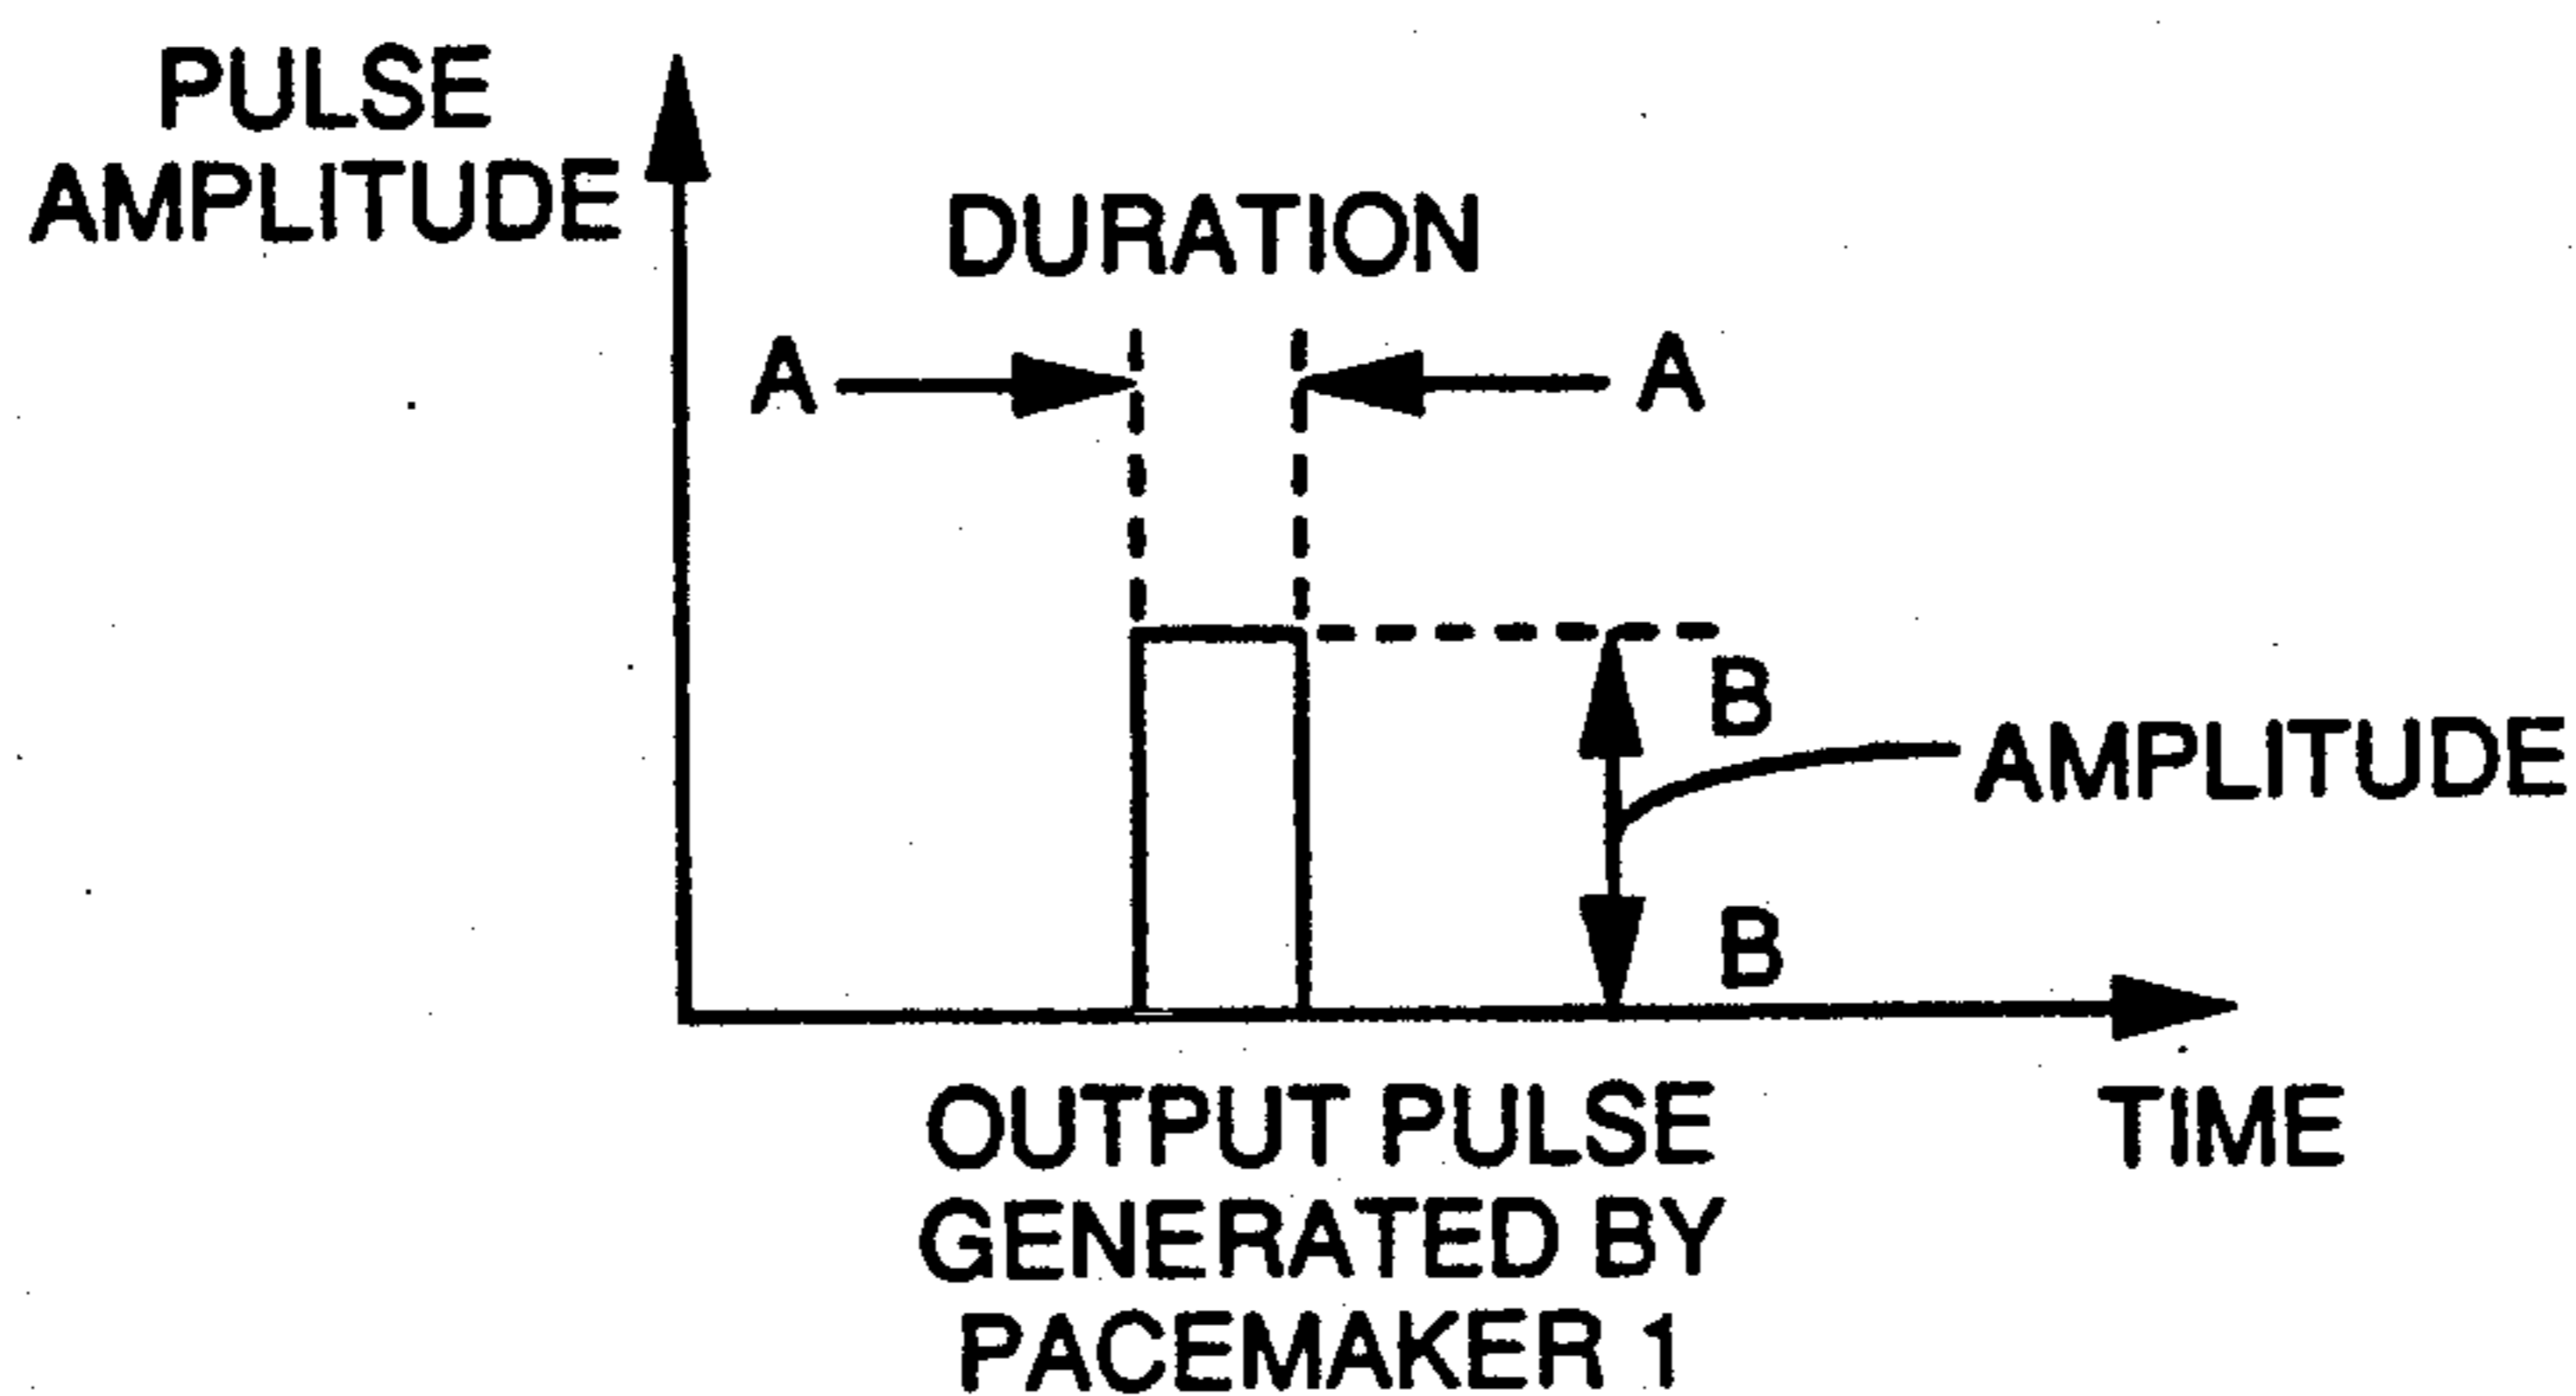 PULSE
AMPLITUDE
DURATION
A
A
B
AMPLITUDE
B
TIME
OUTPUT PULSE
GENERATED BY
PACEMAKER 1